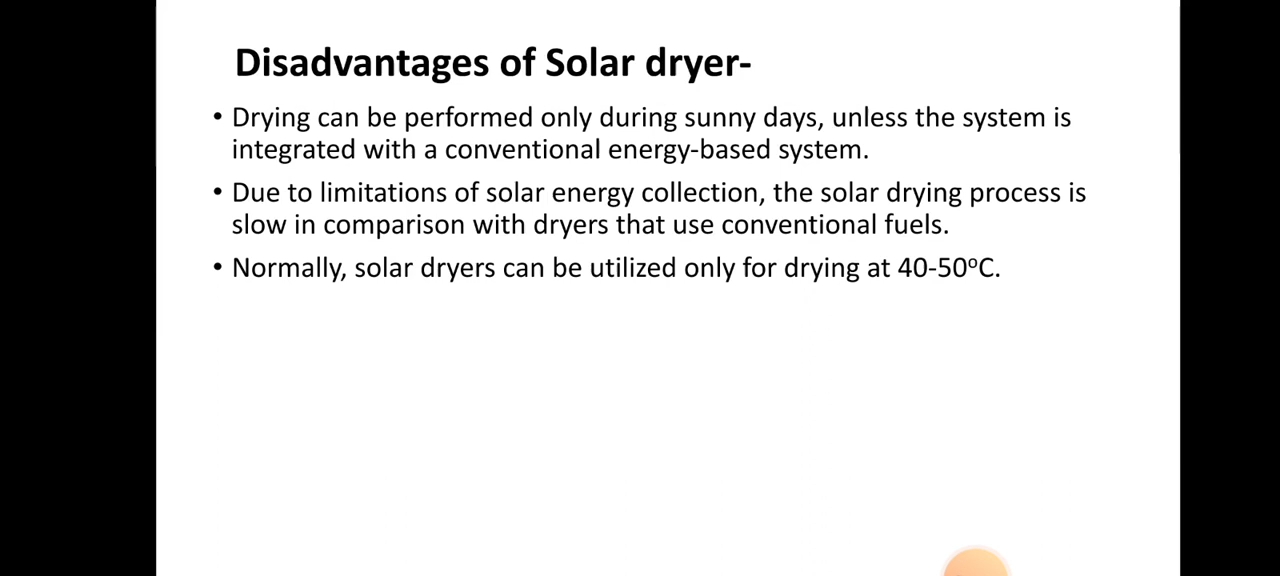 Disadvantages of Solar dryer-
• Drying can be performed only during sunny days, unless the system is
integrated with a conventional energy-based system.
• Due to limitations of solar energy collection, the solar drying process is
slow in comparison with dryers that use conventional fuels.
• Normally, solar dryers can be utilized only for drying at 40-50ºC.